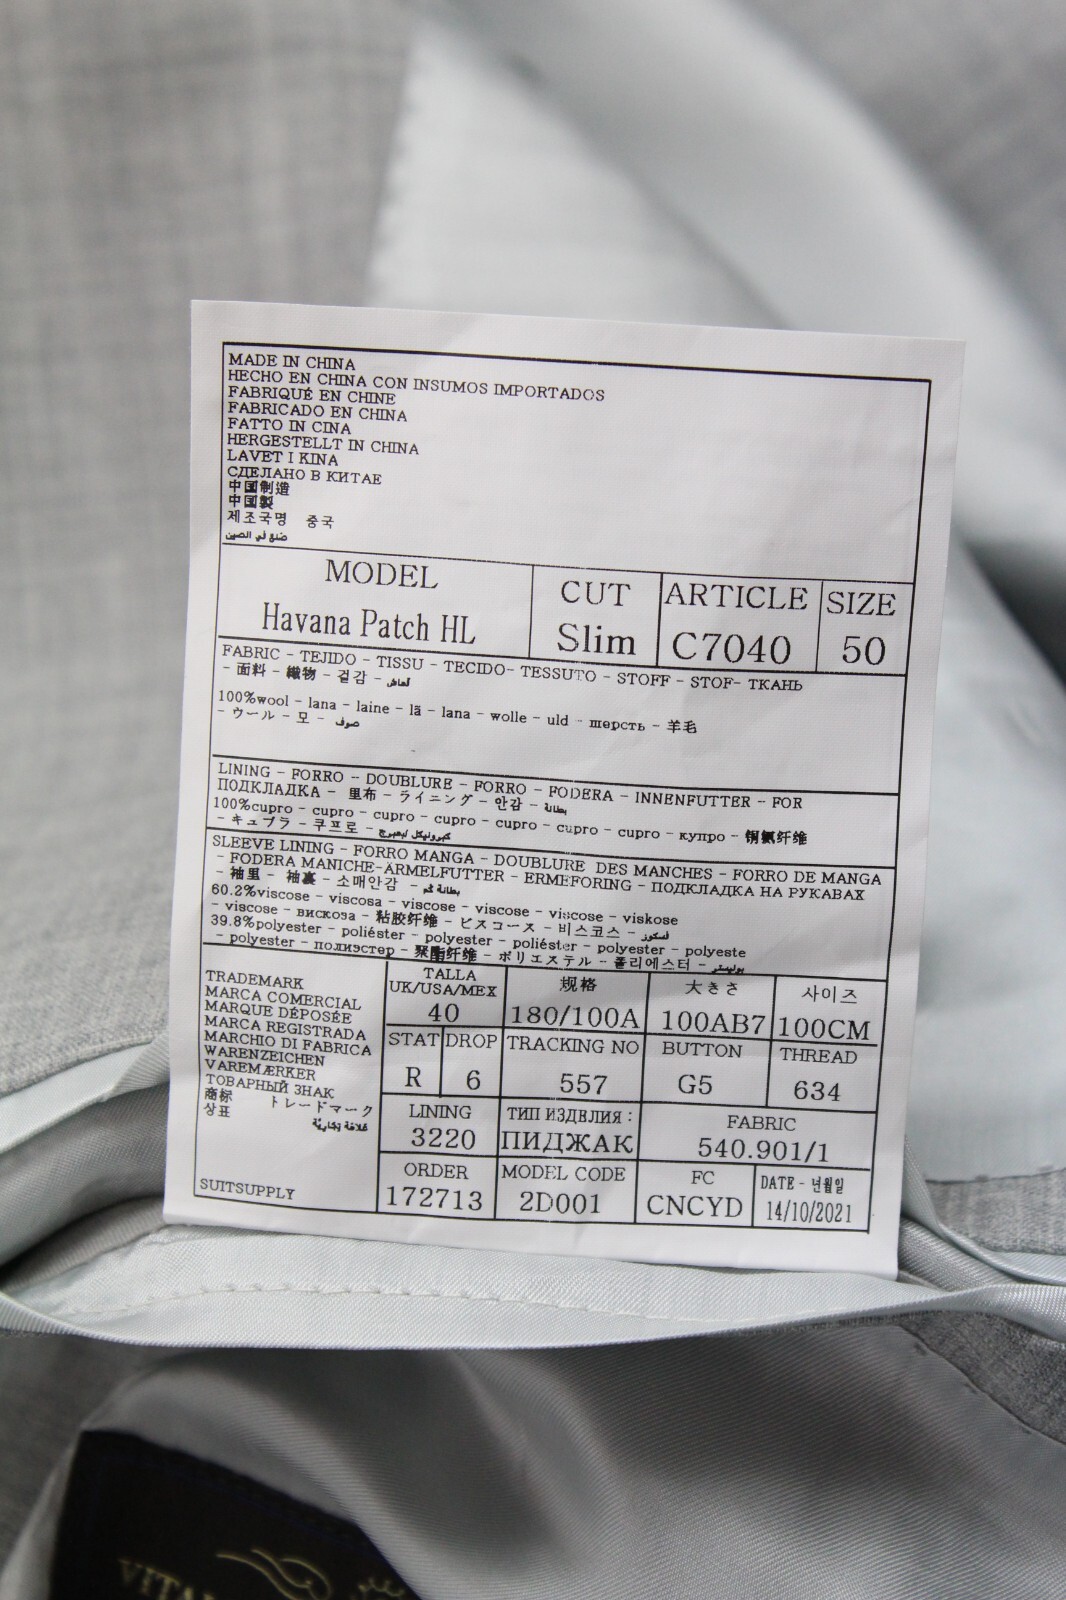 MADE IN CHINA
HECHO EN CHINA CON INSUMOS IMPORTADOS
FABRIQUÉ EN CHINE
FABRICADO EN CHINA
FATTO IN CINA
HERGESTELLT IN CHINA
LAVET I KINA
СДЕЛАНО В КИТАЕ
中国制造
中国製
제조국명 중국
صنع في الصين
MODEL CUT ARTICLE SIZE
Havana Patch HL Slim C7040 50
FABRIC - TEJIDO - TISSU - TECIDO- TESSUTO - STOFF - STOF- ТКАНЬ
- 面料 - 織物 - 겉감 - قماش
100%wool - lana - laine - lã - lana - wolle - uld - шерсть - 羊毛
- ウール - 모 - صوف
LINING - FORRO - DOUBLURE - FORRO - FODERA - INNENFUTTER - FOR
ПОДКЛАДКА - 里布 - ライニング - 안감 - بطانة
100%cupro - cupro - cupro - cupro - cupro - cupro - cupro - купро - 铜氨纤维
- キュプラ - 쿠프로 -
SLEEVE LINING - FORRO MANGA - DOUBLURE DES MANCHES - FORRO DE MANGA
- FODERA MANICHE-ÄRMELFUTTER - ERMEFORING - ПОДКЛАДКА НА РУКАВАХ
- 袖里 - 袖裏 - 소매안감 - بطانة كم
60.2%viscose - viscosa - viscose - viscose - viscose - viskose
- viscose - вискоза - 粘胶纤维 - ビスコース - 비스코스 - فسكوز
39.8%polyester - poliéster - polyester - poliéster - polyester - polyeste
- polyester - полиэстер - 聚酯纤维 - ポリエステル - 폴리에스터 - بوليستر
TRADEMARK
MARCA COMERCIAL
MARQUE DÉPOSÉE
MARCA REGISTRADA
MARCHIO DI FABRICA
WARENZEICHEN
VAREMÆRKER
ТОВАРНЫЙ ЗНАК
商标 トレードマーク
상표 علامة تجارية
SUITSUPPLY
TALLA
UK/USA/MEX 规格 大きさ 사이즈
40 180/100A 100AB7 100CM
STAT DROP TRACKING NO BUTTON THREAD
R 6 557 G5 634
LINING ТИП ИЗДЕЛИЯ: FABRIC
3220 ПИДЖАК 540.901/1
ORDER MODEL CODE FC DATE - 년월일
172713 2D001 CNCYD 14/10/2021